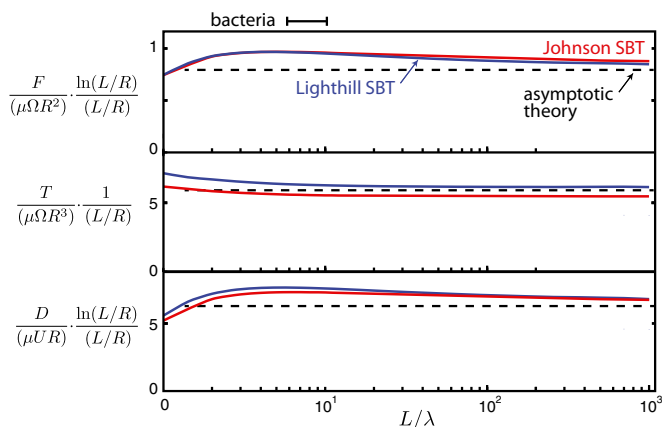 bacteria
1
Johnson SBT
Lighthill SBT
asymptotic
theory
F/(μΩR²) · ln(L/R)/(L/R)
0
T/(μΩR³) · 1/(L/R)
5
0
D/(μUR) · ln(L/R)/(L/R)
5
0
0 10¹ 10² 10³
L/λ